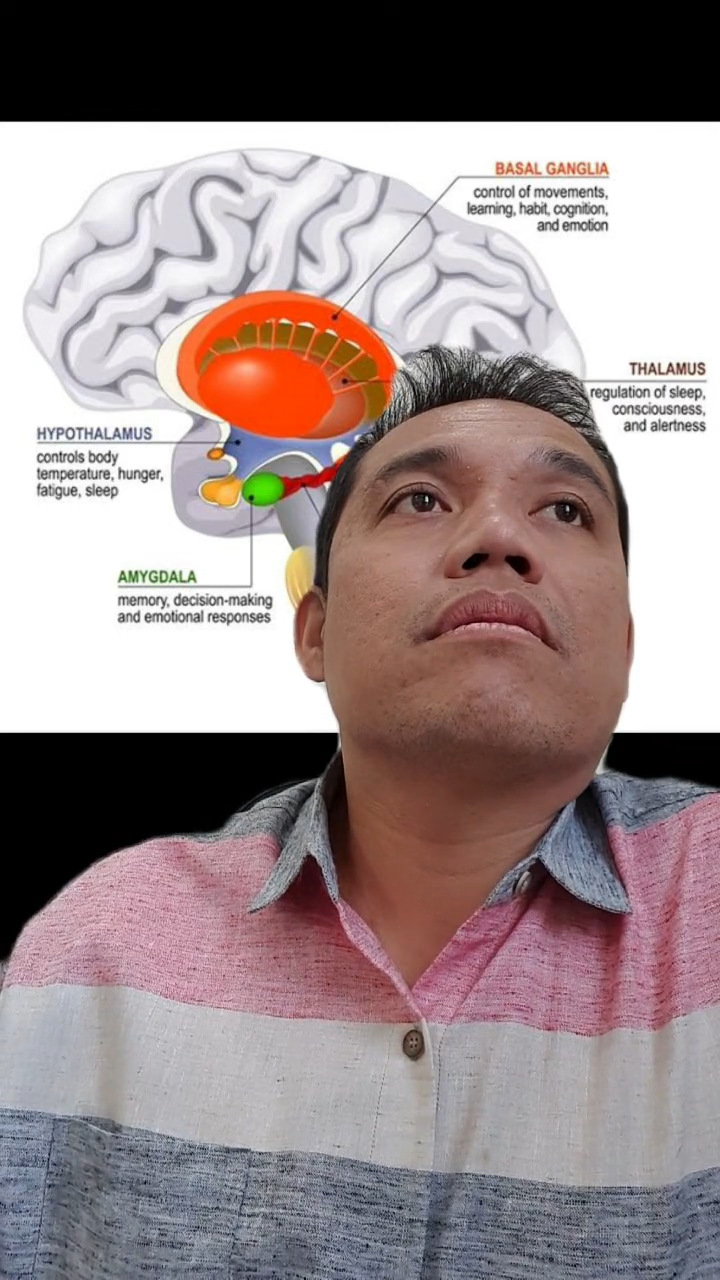 BASAL GANGLIA
control of movements,
learning, habit, cognition,
and emotion
THALAMUS
regulation of sleep,
consciousness,
and alertness
HYPOTHALAMUS
controls body
temperature, hunger,
fatigue, sleep
AMYGDALA
memory, decision-making
and emotional responses